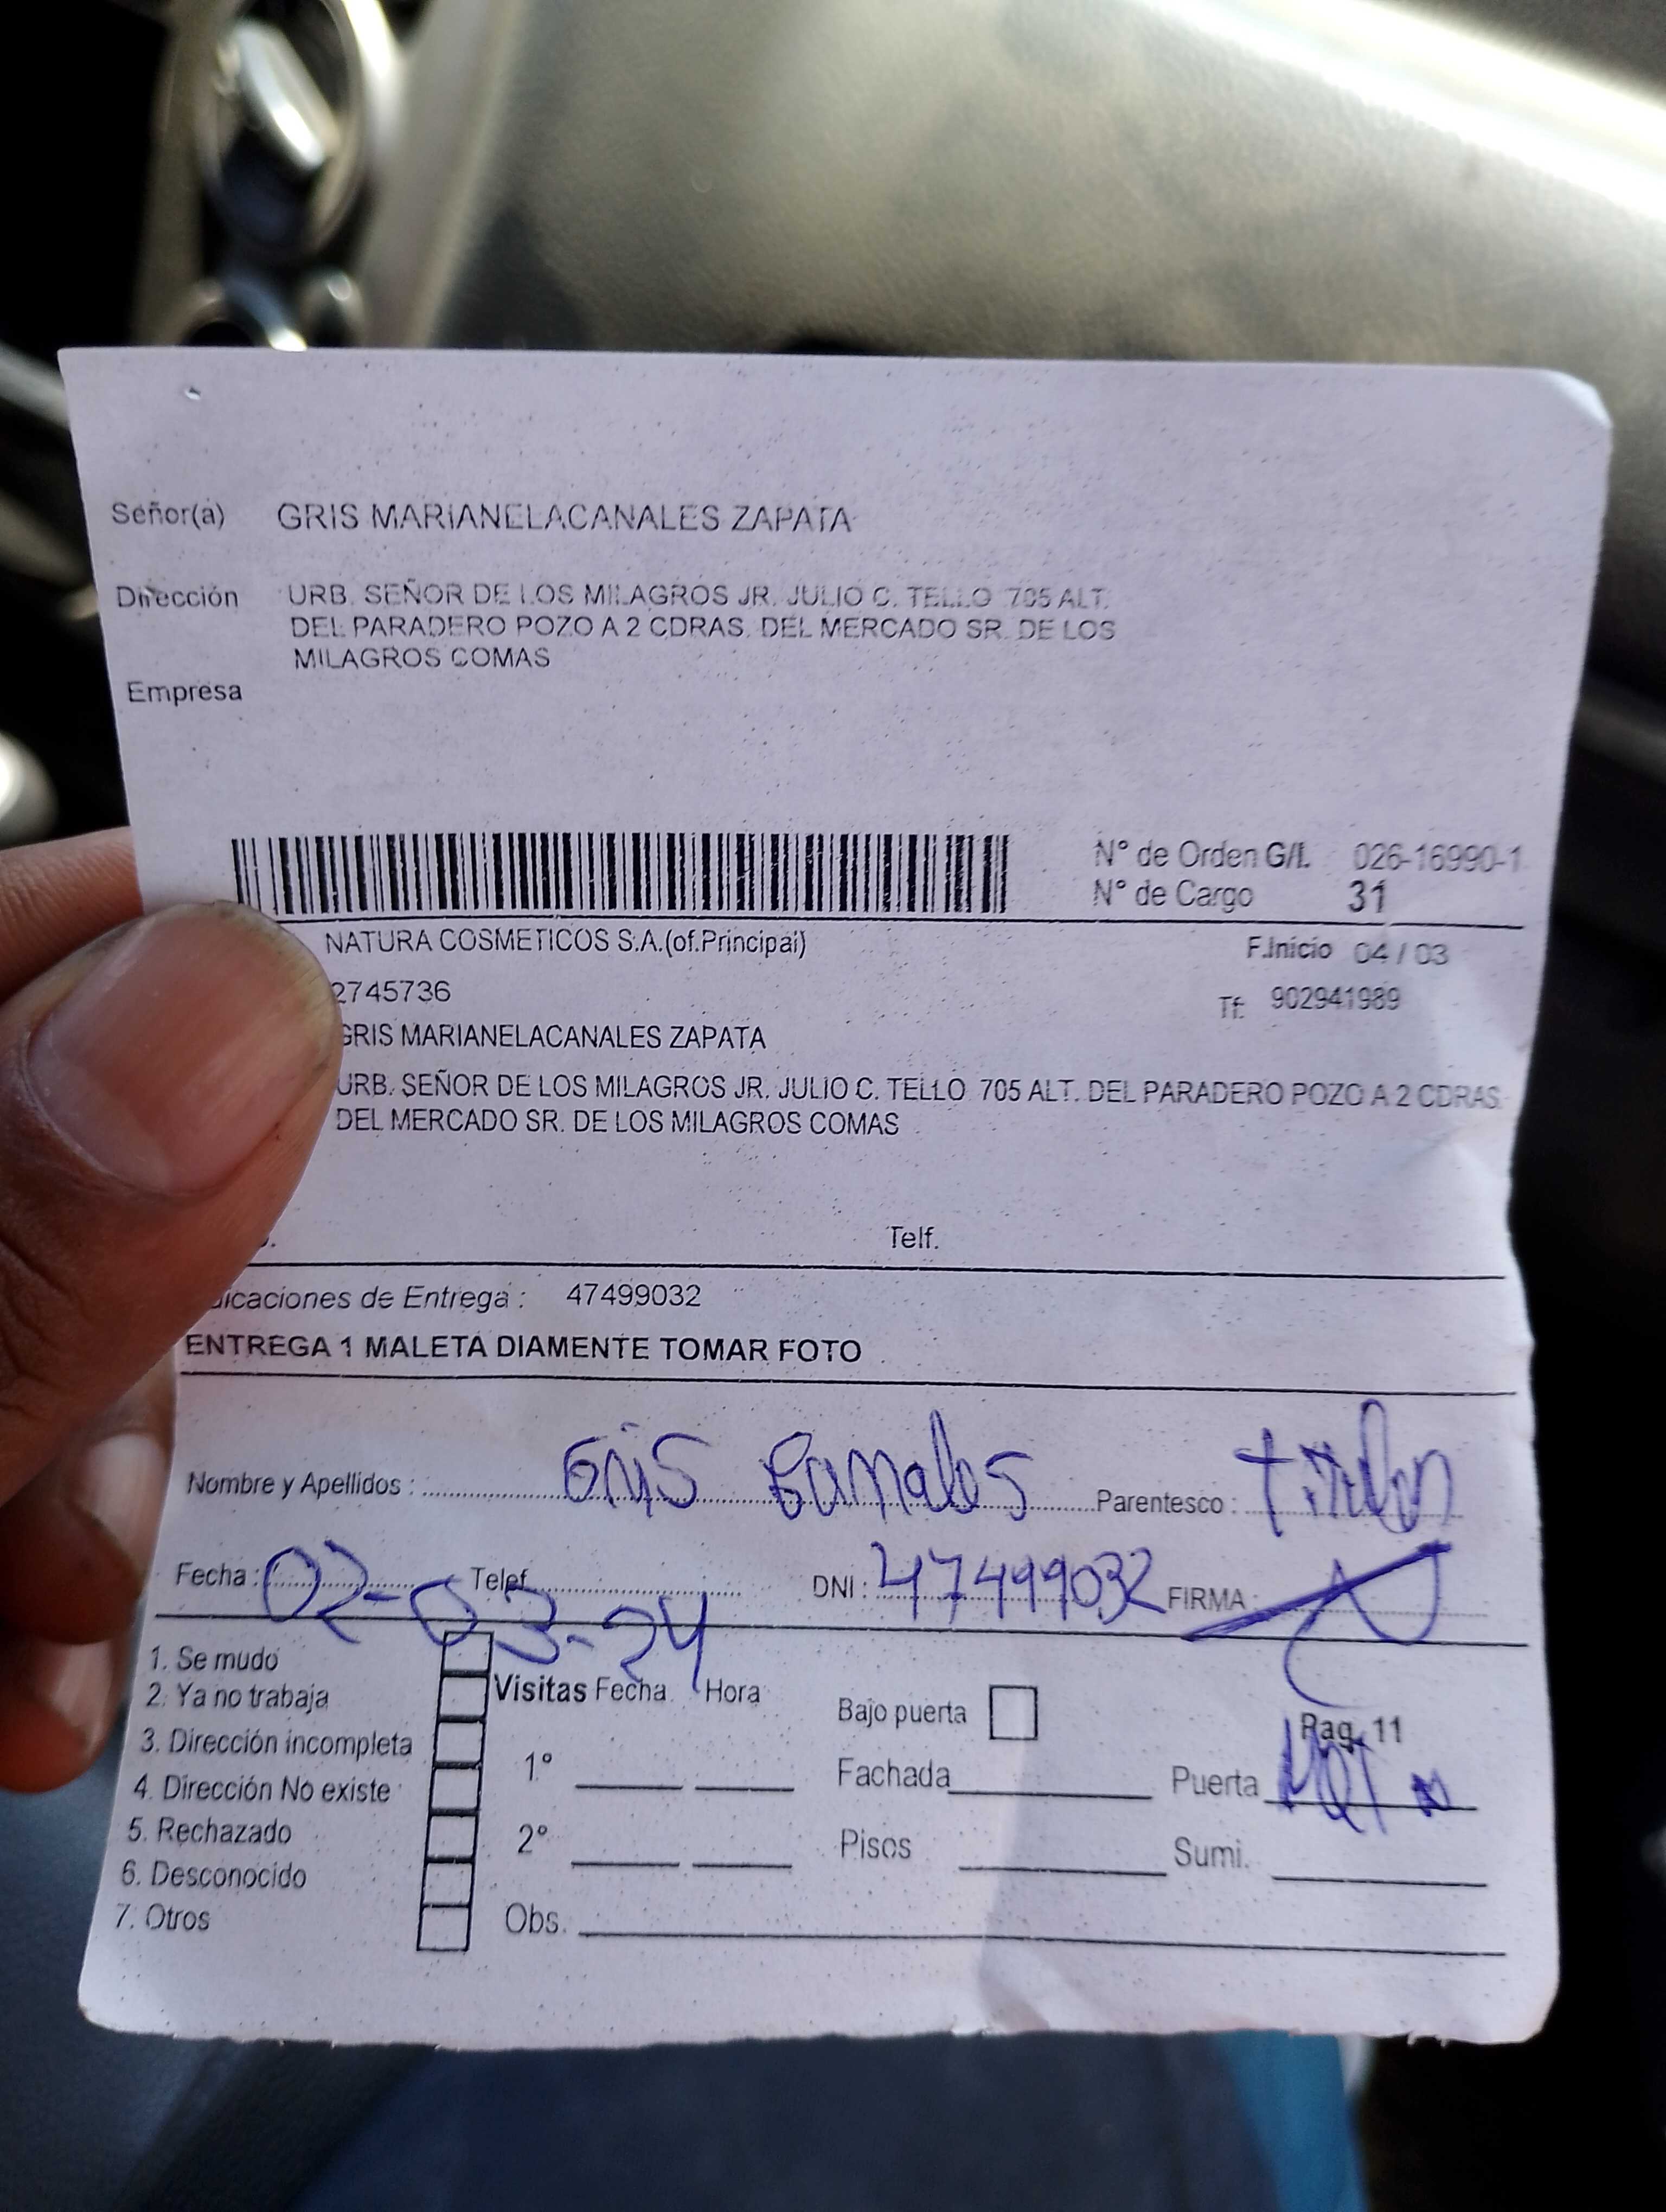 Señor(a) GRIS MARIANELACANALES ZAPATA
Dirección URB. SEÑOR DE LOS MILAGROS JR. JULIO C. TELLO 705 ALT.
DEL PARADERO POZO A 2 CDRAS. DEL MERCADO SR. DE LOS
MILAGROS COMAS
Empresa
N° de Orden G/L 026-16990-1
N° de Cargo 31
NATURA COSMETICOS S.A.(of.Principal) F.Inicio 04 / 03
2745736 Tf: 902941989
GRIS MARIANELACANALES ZAPATA
URB. SEÑOR DE LOS MILAGROS JR. JULIO C. TELLO 705 ALT. DEL PARADERO POZO A 2 CDRAS.
DEL MERCADO SR. DE LOS MILAGROS COMAS
Telf.
dicaciones de Entrega : 47499032
ENTREGA 1 MALETA DIAMENTE TOMAR FOTO
Nombre y Apellidos : Gris Canales Parentesco :
Fecha : 02-03-24 Telef. DNI : 47499032 FIRMA :
1. Se mudo
2. Ya no trabaja Visitas Fecha Hora Bajo puerta Pag. 11
3. Dirección incompleta
4. Dirección No existe 1° Fachada Puerta
5. Rechazado 2° Pisos Sumi.
6. Desconocido
7. Otros Obs.